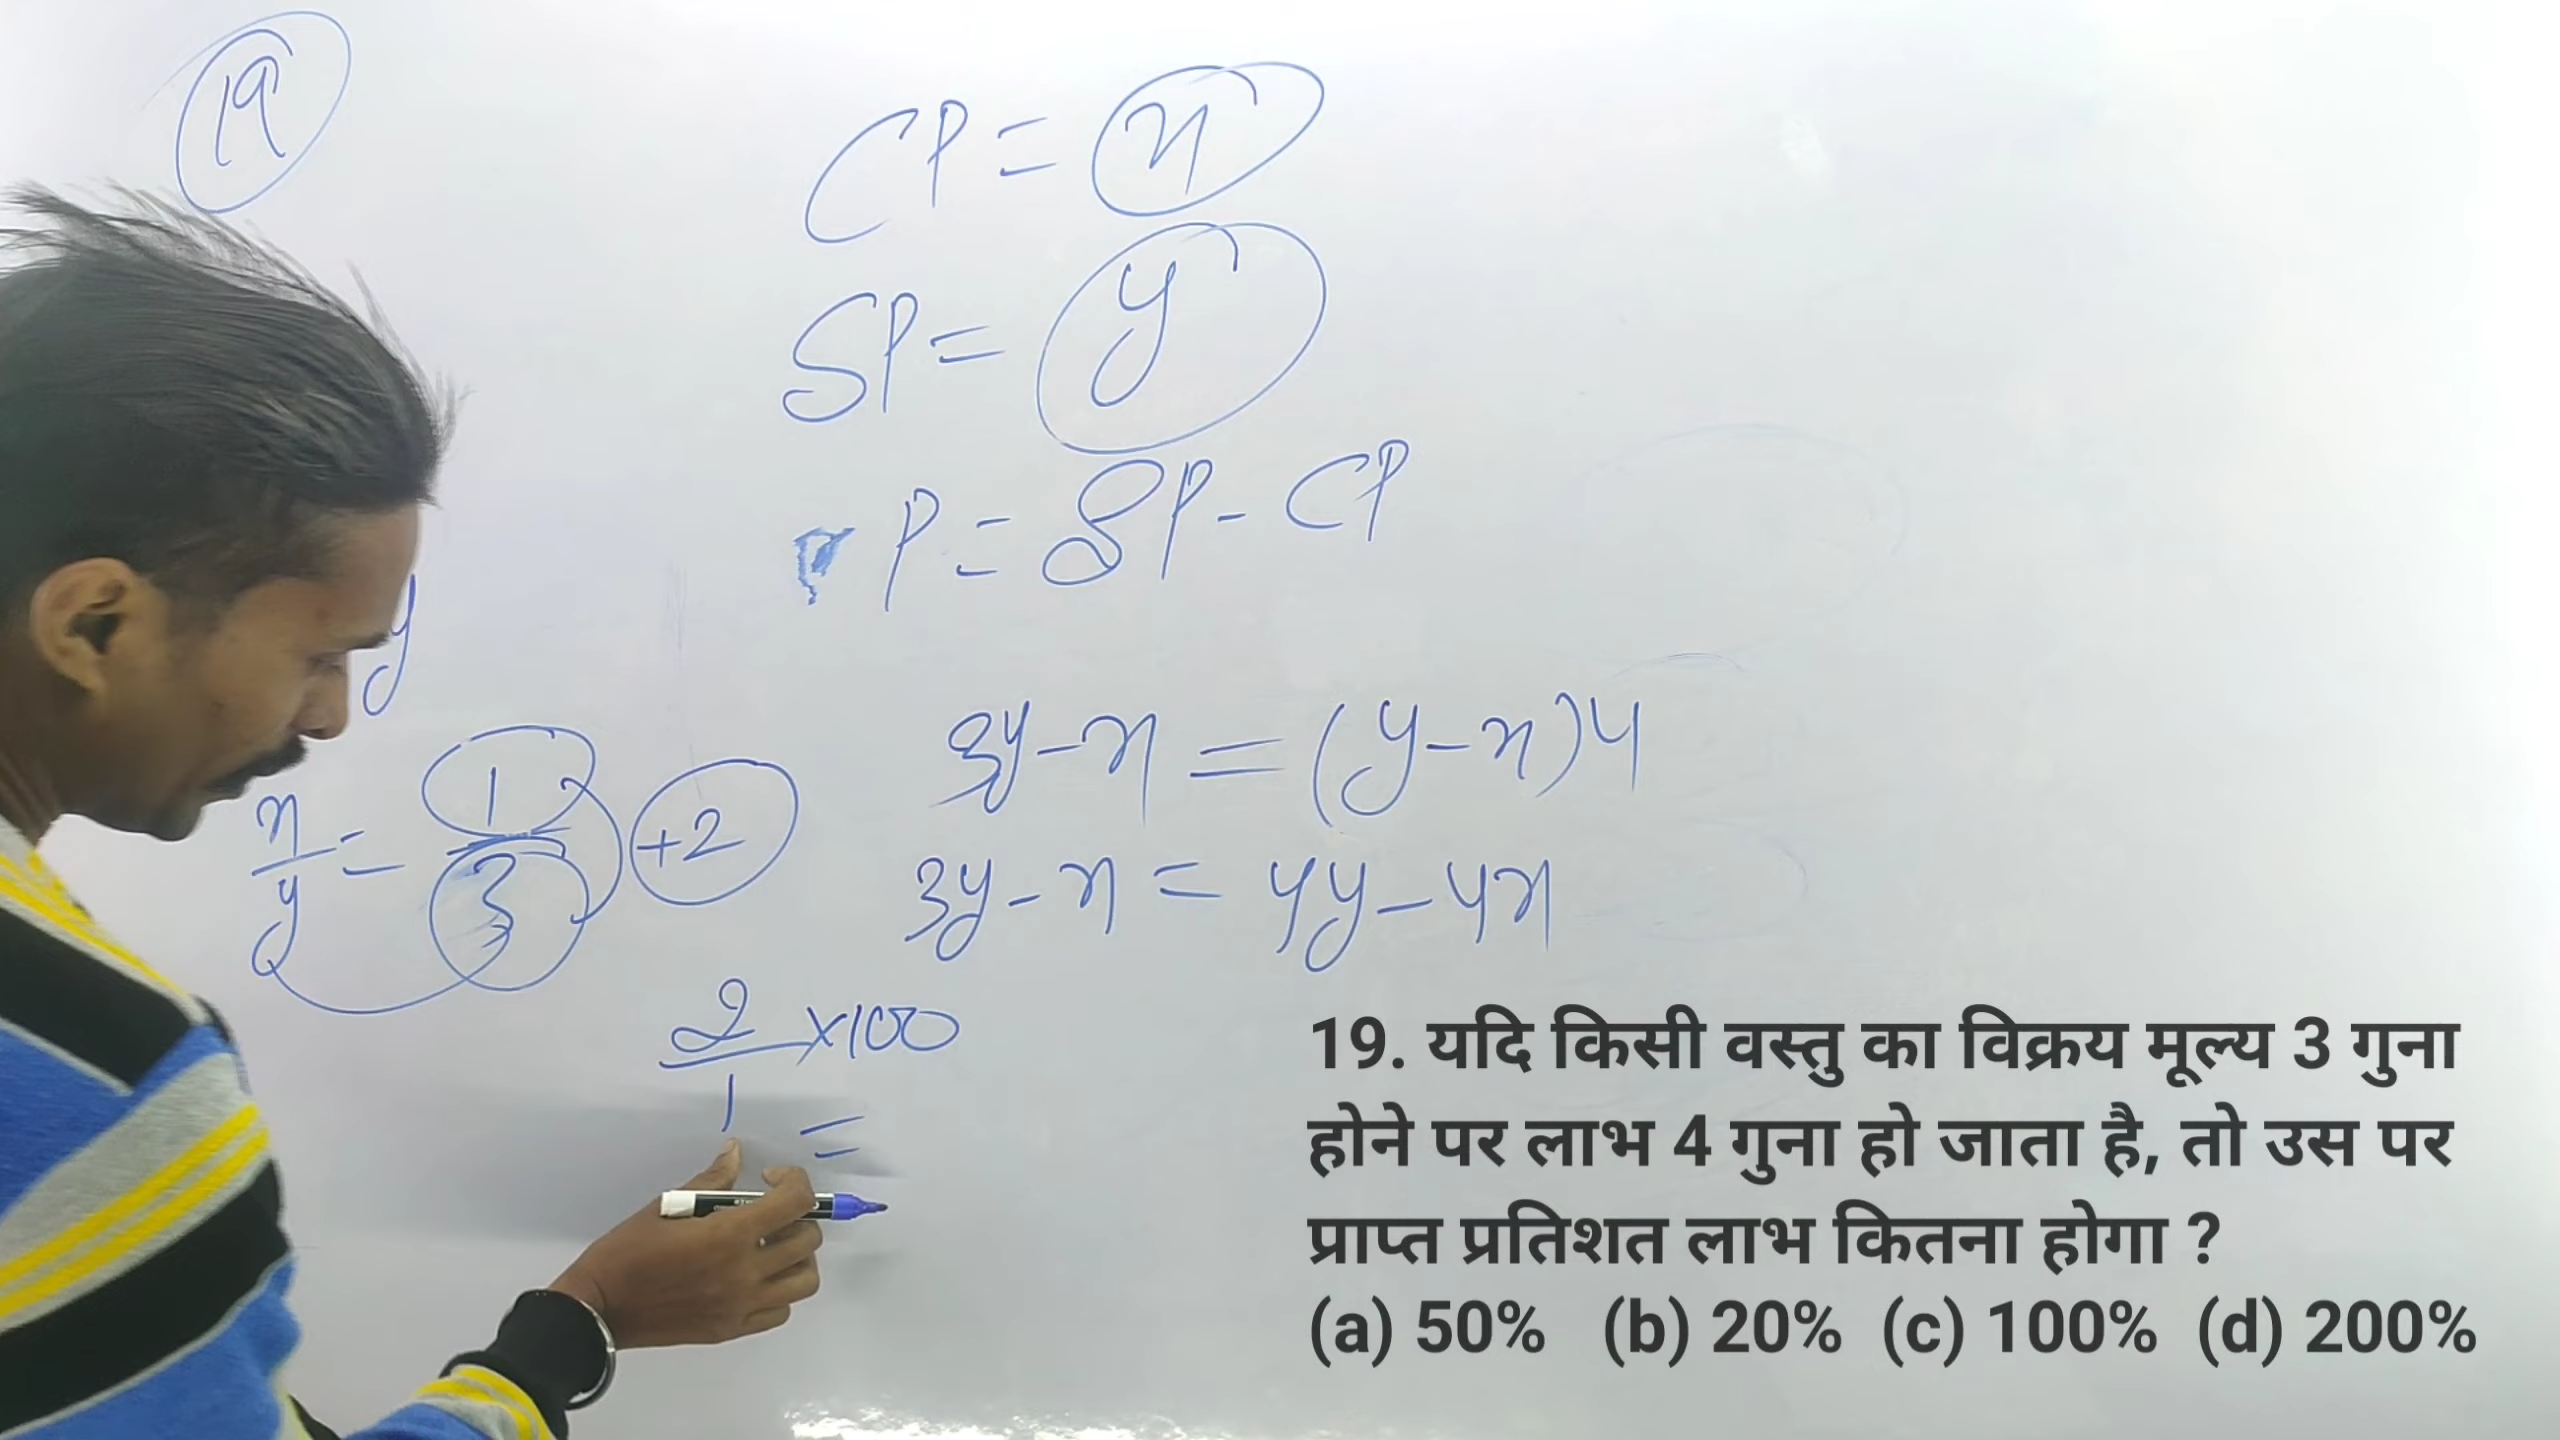 19
CP = x
SP = y
P P = SP - CP
y
x/y = 1/3 +2
3y - x = (y - x)4
3y - x = 4y - 4x
2/1 × 100
=
19. यदि किसी वस्तु का विक्रय मूल्य 3 गुना
होने पर लाभ 4 गुना हो जाता है, तो उस पर
प्राप्त प्रतिशत लाभ कितना होगा ?
(a) 50% (b) 20% (c) 100% (d) 200%